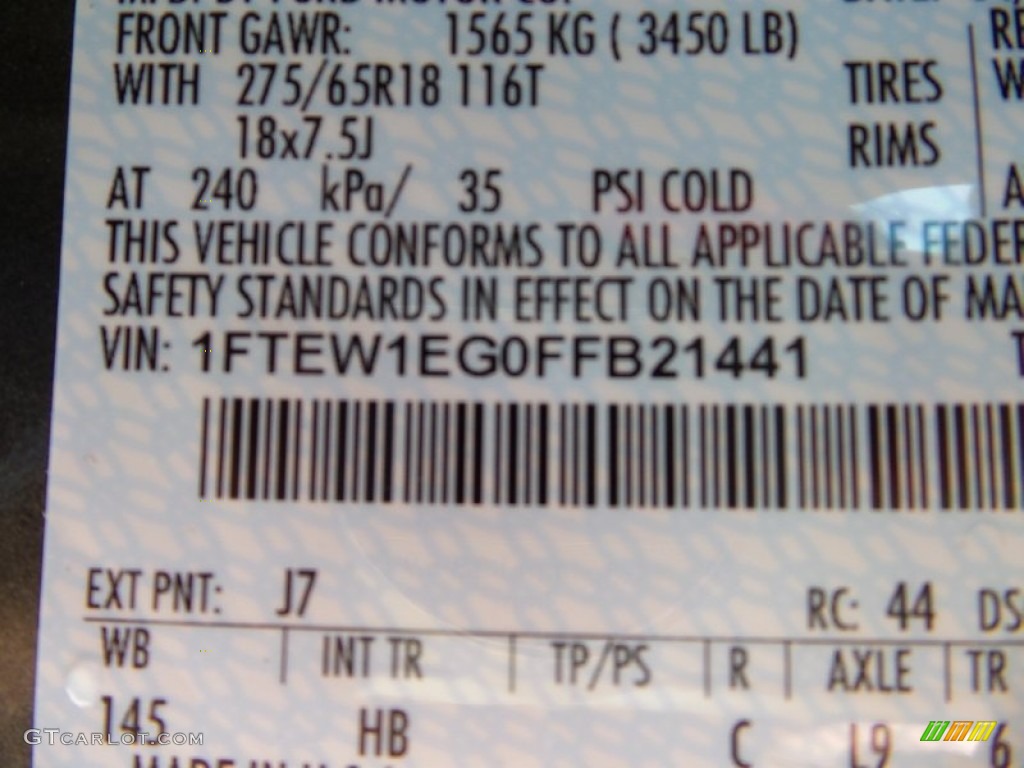 FRONT GAWR: 1565 KG ( 3450 LB)
WITH 275/65R18 116T TIRES
18x7.5J RIMS
AT 240 kPa/ 35 PSI COLD
THIS VEHICLE CONFORMS TO ALL APPLICABLE FEDER
SAFETY STANDARDS IN EFFECT ON THE DATE OF MA
VIN: 1FTEW1EG0FFB21441
EXT PNT: J7 RC: 44 DS
WB INT TR TP/PS R AXLE TR
145 HB C L9 6
GTCARLOT.COM